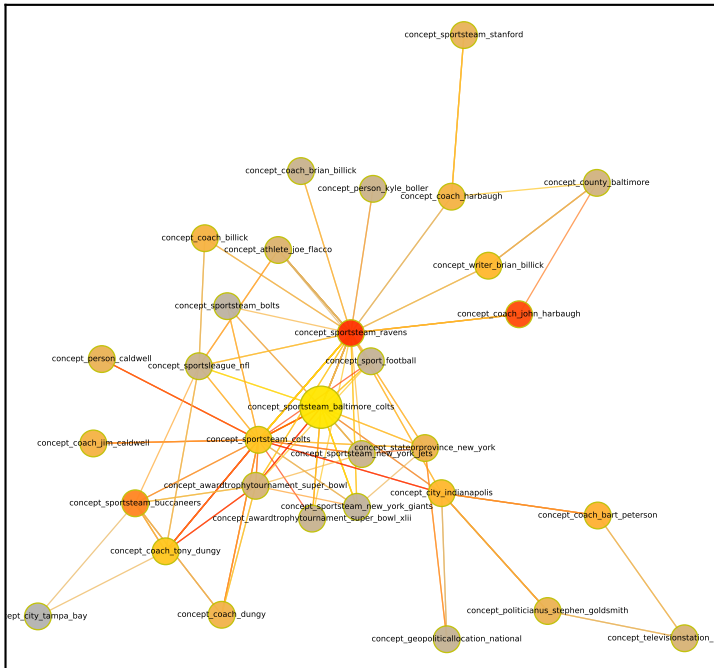 concept_sportsteam_stanford
concept_coach_brian_billick
concept_person_kyle_boller
concept_county_baltimore
concept_coach_harbaugh
concept_coach_billick
concept_athlete_joe_flacco
concept_writer_brian_billick
concept_sportsteam_bolts
concept_coach_john_harbaugh
concept_sportsteam_ravens
concept_person_caldwell
concept_sport_football
concept_sportsleague_nfl
concept_sportsteam_baltimore_colts
concept_coach_jim_caldwell
concept_sportsteam_colts
concept_stateorprovince_new_york
concept_sportsteam_new_york_jets
concept_awardtrophytournament_super_bowl
concept_city_indianapolis
concept_sportsteam_buccaneers
concept_sportsteam_new_york_giants
concept_coach_bart_peterson
concept_awardtrophytournament_super_bowl_xlii
concept_coach_tony_dungy
ept_city_tampa_bay
concept_coach_dungy
concept_politicianus_stephen_goldsmith
concept_geopoliticallocation_national
concept_televisionstation_